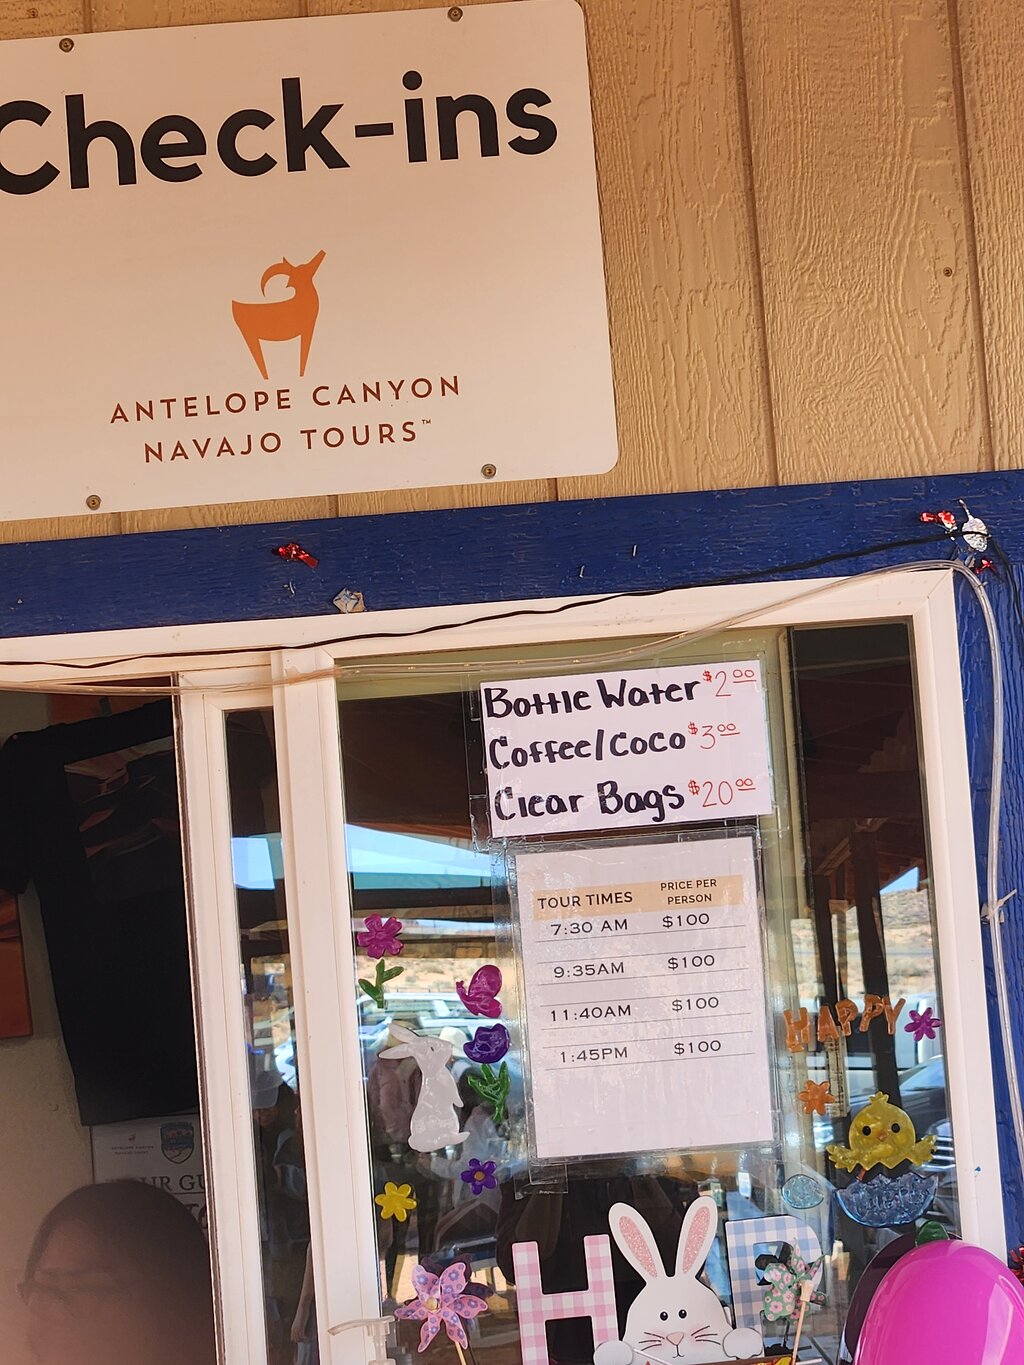 Check-ins
ANTELOPE CANYON
NAVAJO TOURS™
Bottle Water $2.00
Coffee/Coco $3.00
Clear Bags $20.00
TOUR TIMES PRICE PER PERSON
7:30 AM $100
9:35AM $100
11:40AM $100
1:45PM $100
HAPPY